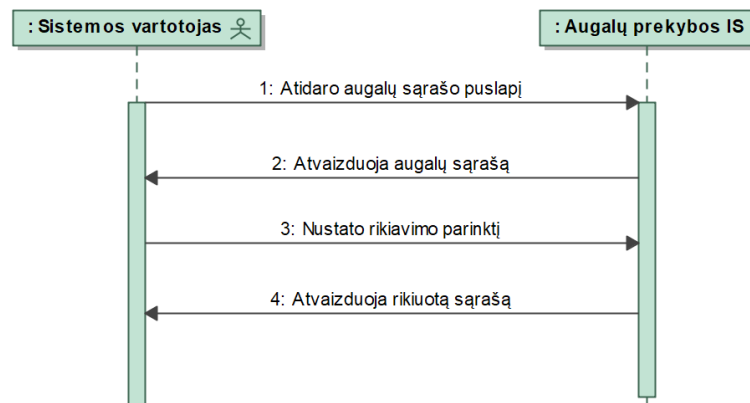 : Sistemos vartotojas
: Augalų prekybos IS
1: Atidaro augalų sąrašo puslapį
2: Atvaizduoja augalų sąrašą
3: Nustato rikiavimo parinktį
4: Atvaizduoja rikiuotą sąrašą